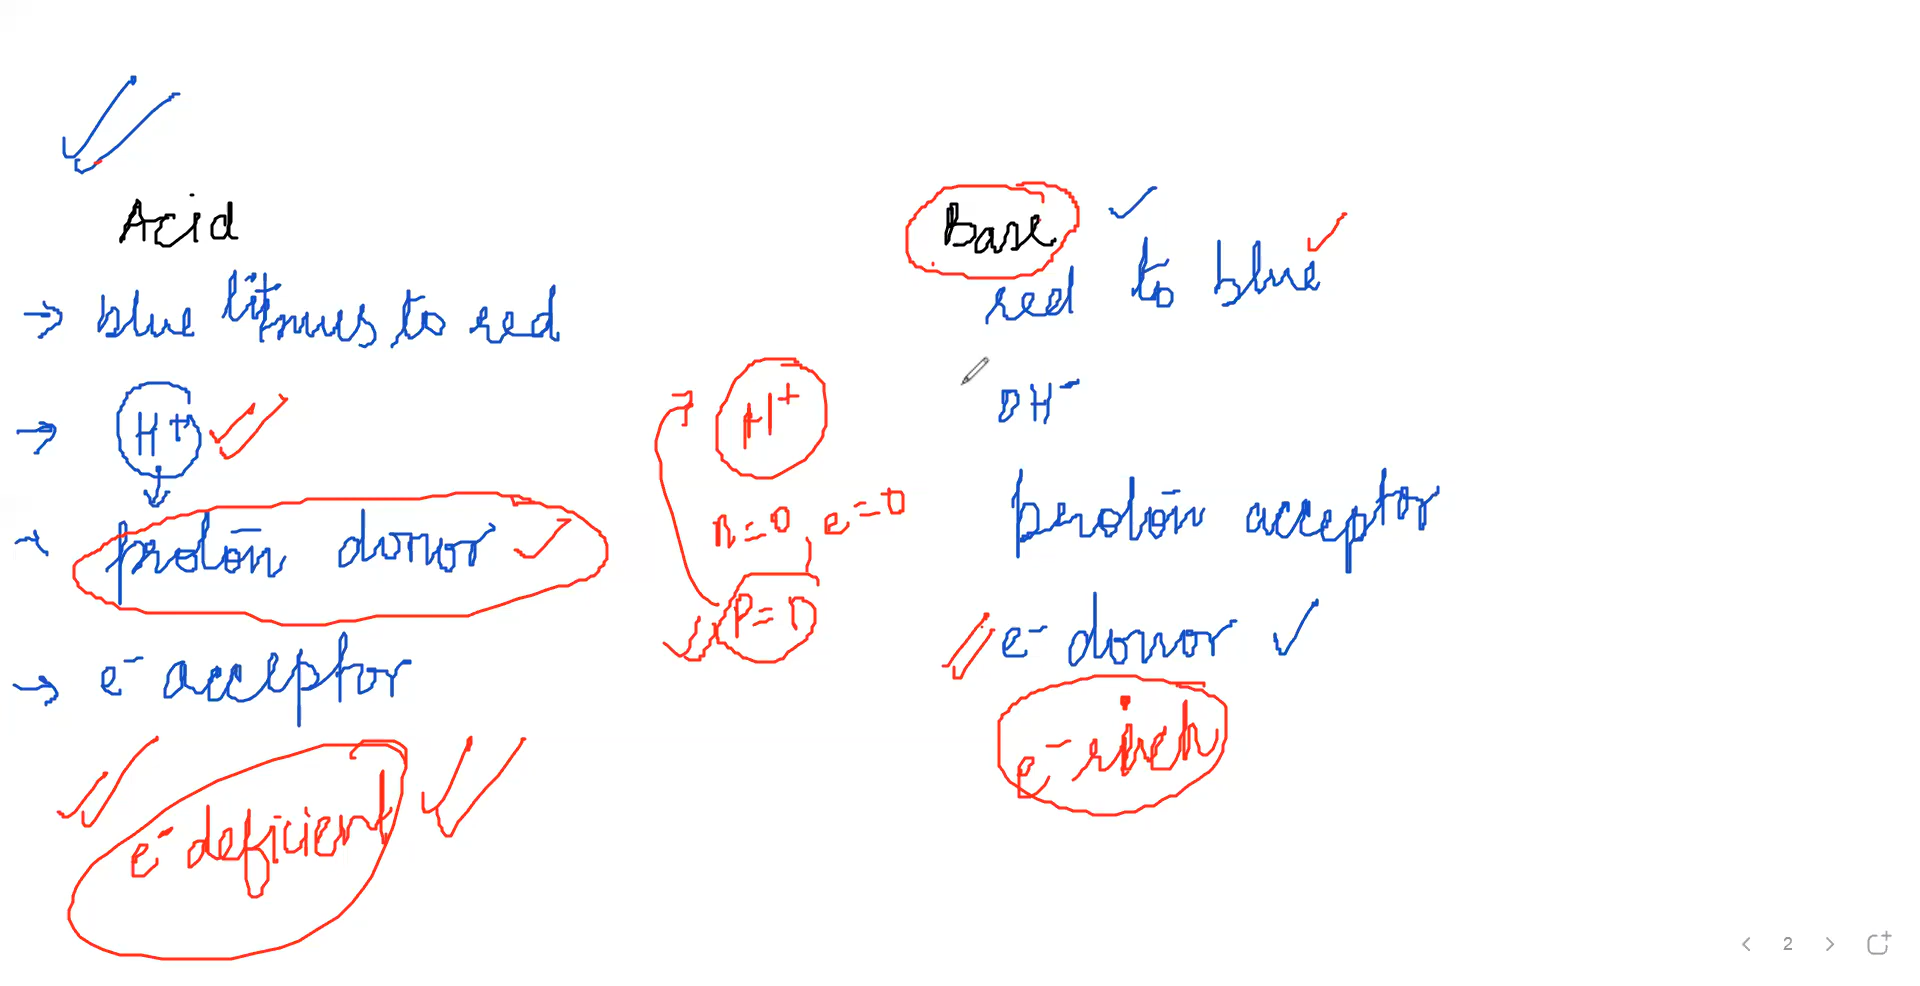 Acid
→ blue litmus to red
→ H+
proton donor
→ e⁻ acceptor
e⁻ deficient
H+
n=0, e=0
P=1
Base
red to blue
OH⁻
proton acceptor
e⁻ donor
e⁻ rich
2